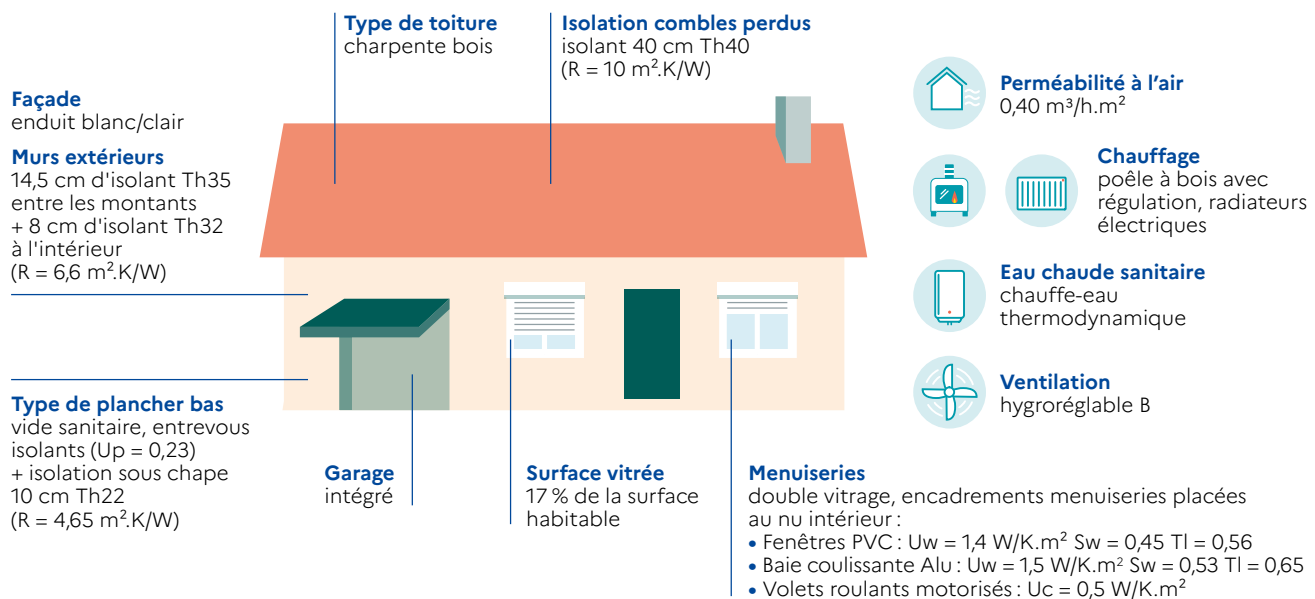 Type de toiture
charpente bois
Isolation combles perdus
isolant 40 cm Th40
(R = 10 m².K/W)
Façade
enduit blanc/clair
Murs extérieurs
14,5 cm d'isolant Th35
entre les montants
+ 8 cm d'isolant Th32
à l'intérieur
(R = 6,6 m².K/W)
Type de plancher bas
vide sanitaire, entrevous
isolants (Up = 0,23)
+ isolation sous chape
10 cm Th22
(R = 4,65 m².K/W)
Garage
intégré
Surface vitrée
17 % de la surface
habitable
Menuiseries
double vitrage, encadrements menuiseries placées
au nu intérieur :
• Fenêtres PVC : Uw = 1,4 W/K.m² Sw = 0,45 Tl = 0,56
• Baie coulissante Alu : Uw = 1,5 W/K.m² Sw = 0,53 Tl = 0,65
• Volets roulants motorisés : Uc = 0,5 W/K.m²
Perméabilité à l'air
0,40 m³/h.m²
Chauffage
poêle à bois avec
régulation, radiateurs
électriques
Eau chaude sanitaire
chauffe-eau
thermodynamique
Ventilation
hygroréglable B